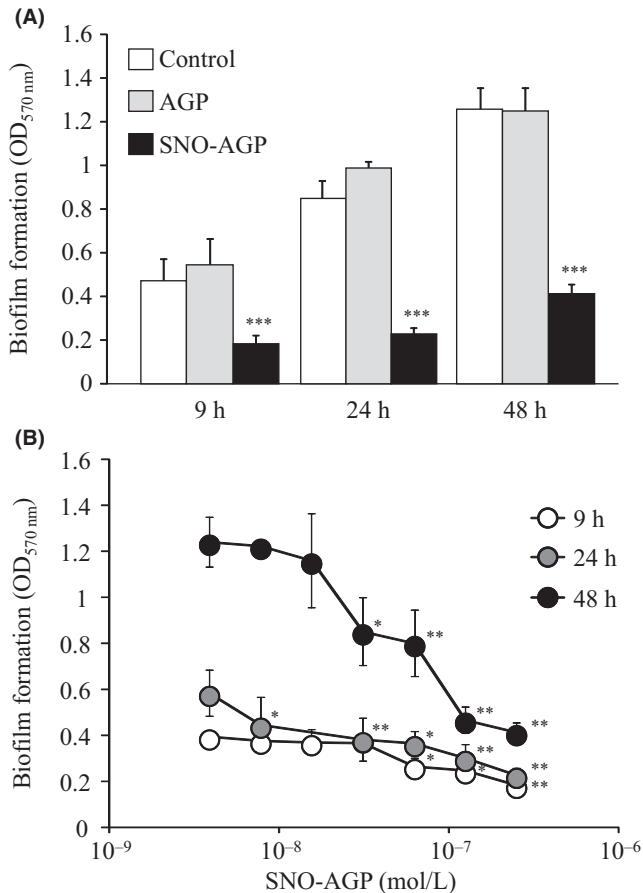 (A)
Biofilm formation (OD570 nm)
1.6
1.4
1.2
1
0.8
0.6
0.4
0.2
0
Control
AGP
SNO-AGP
***
***
***
9 h
24 h
48 h
(B)
Biofilm formation (OD570 nm)
1.6
1.4
1.2
1
0.8
0.6
0.4
0.2
0
9 h
24 h
48 h
*
**
**
**
*
**
*
**
**
*
*
**
10⁻⁹
10⁻⁸
10⁻⁷
10⁻⁶
SNO-AGP (mol/L)